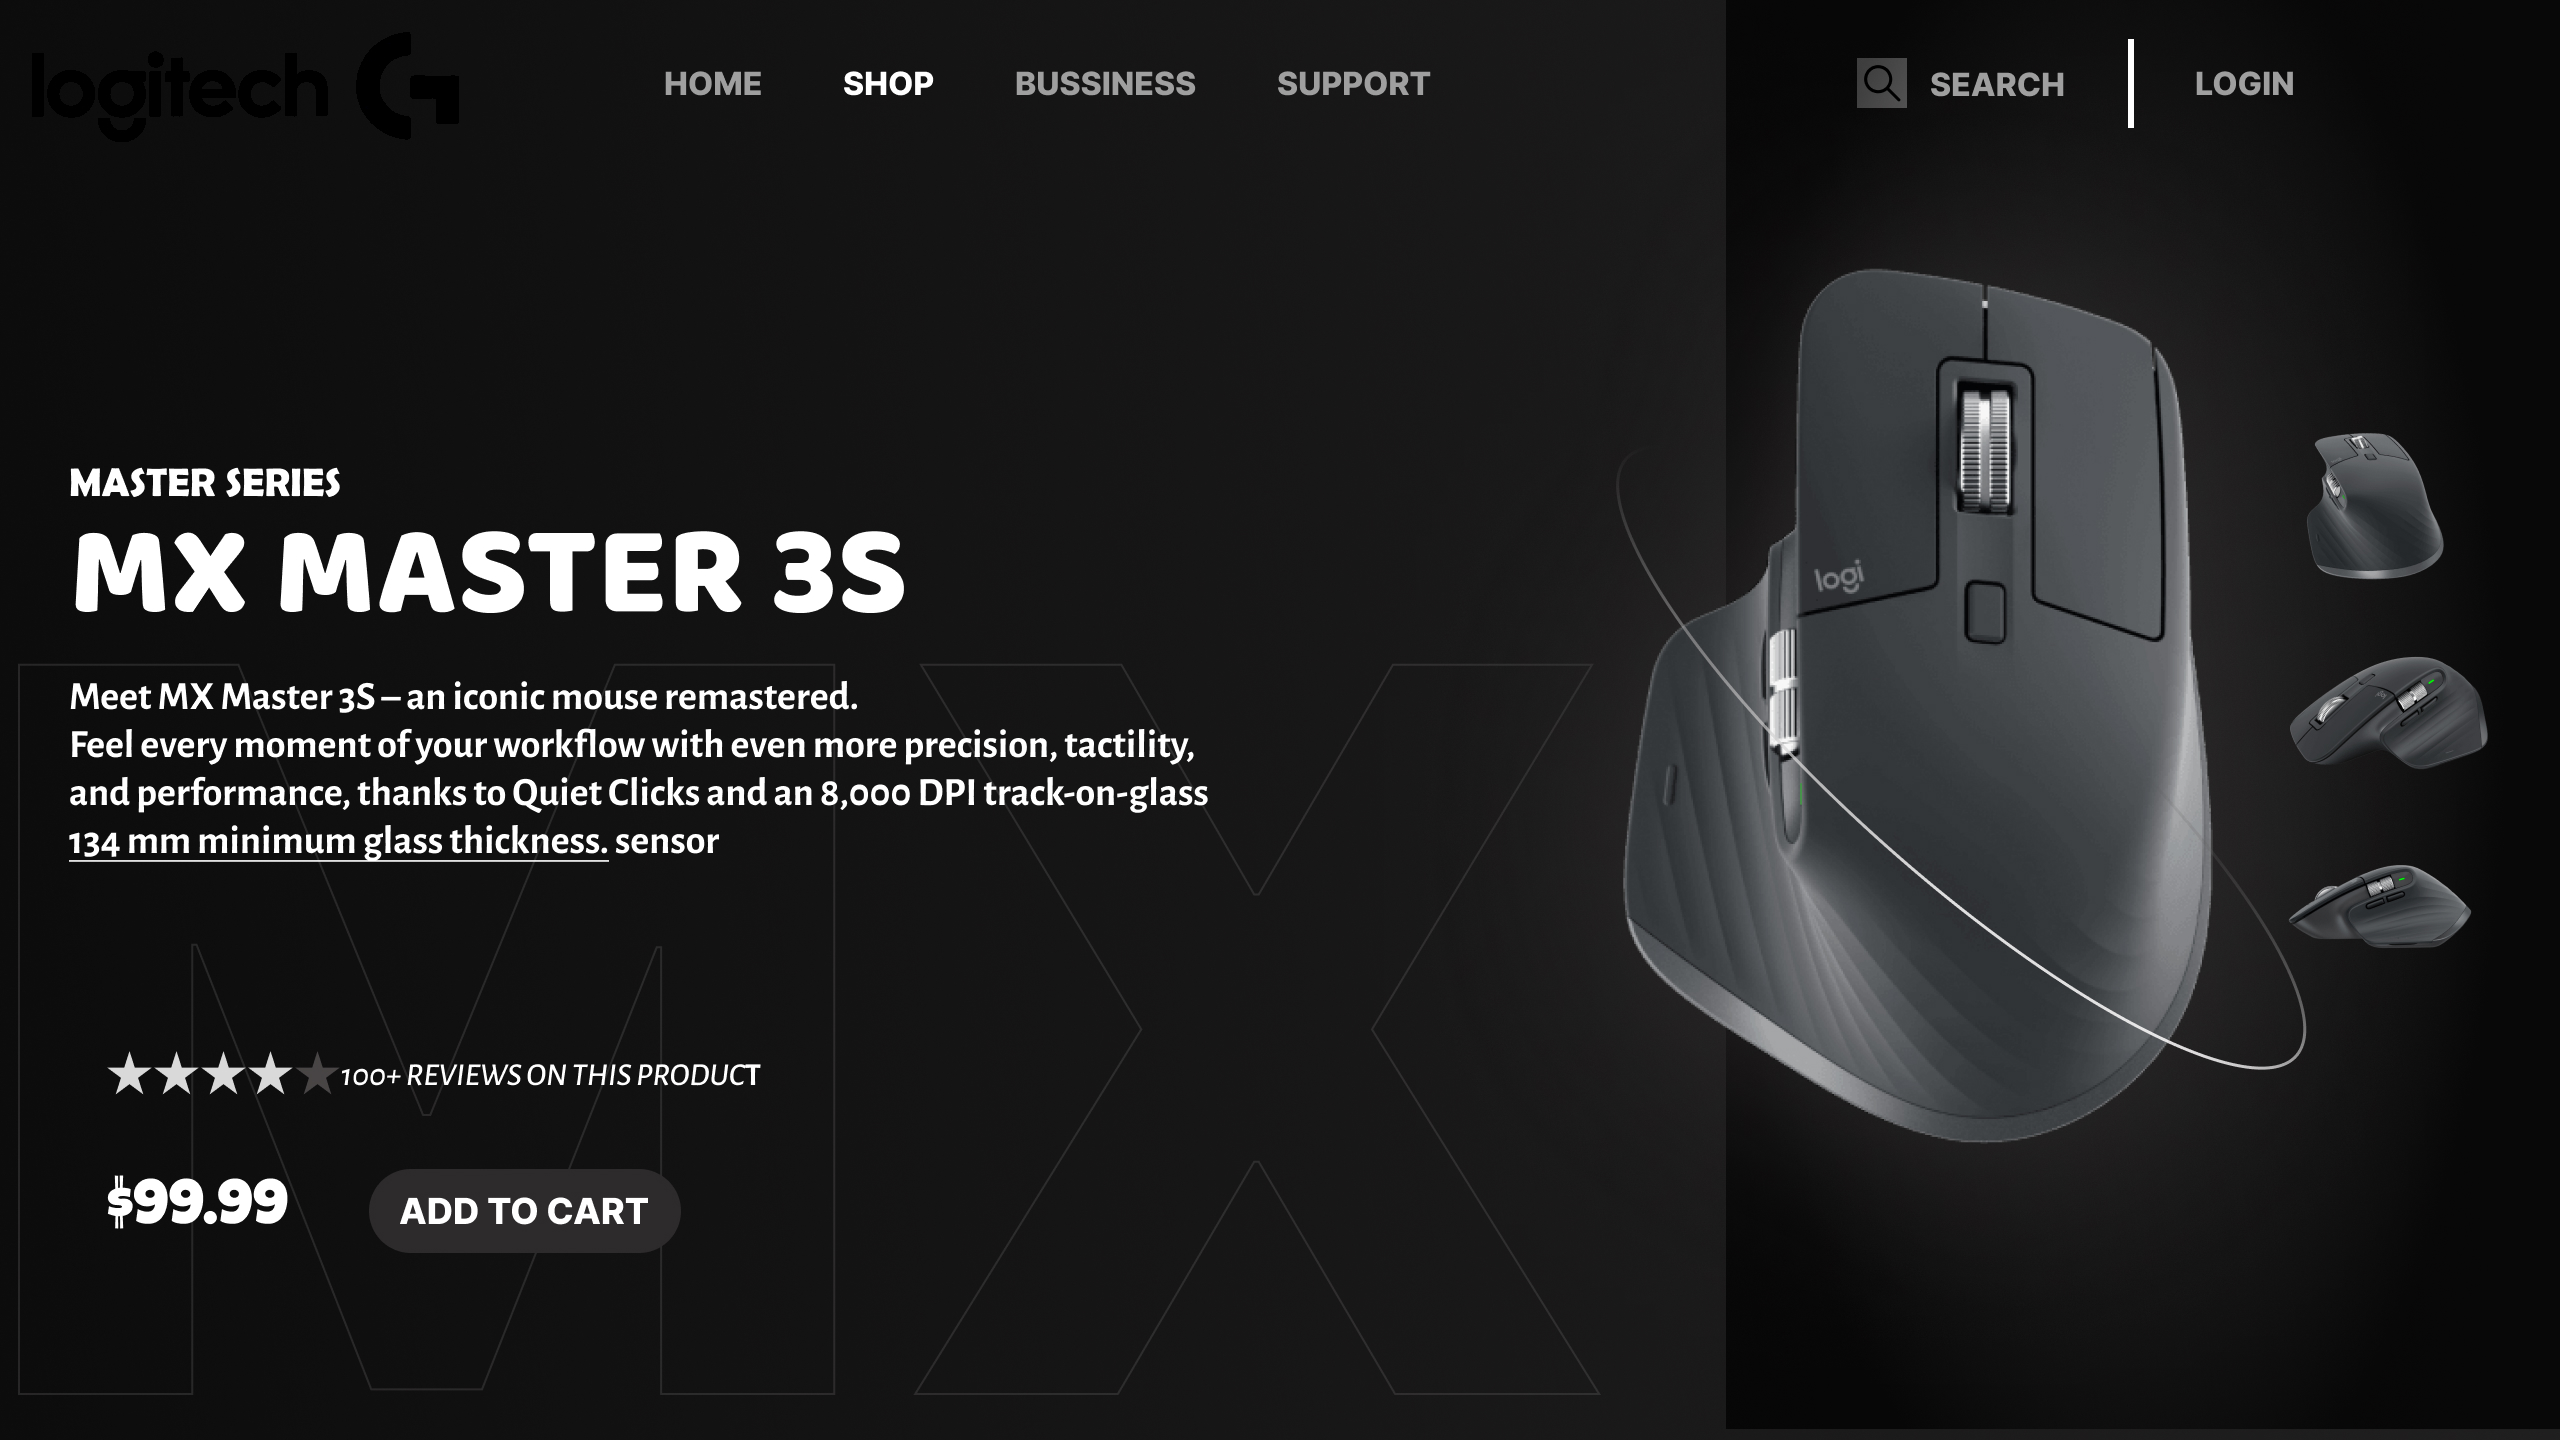 logitech G
HOME SHOP BUSSINESS SUPPORT
SEARCH LOGIN
MASTER SERIES
MX MASTER 3S
Meet MX Master 3S – an iconic mouse remastered.
Feel every moment of your workflow with even more precision, tactility,
and performance, thanks to Quiet Clicks and an 8,000 DPI track-on-glass
134 mm minimum glass thickness. sensor
MX
100+ REVIEWS ON THIS PRODUCT
$99.99 ADD TO CART
logi